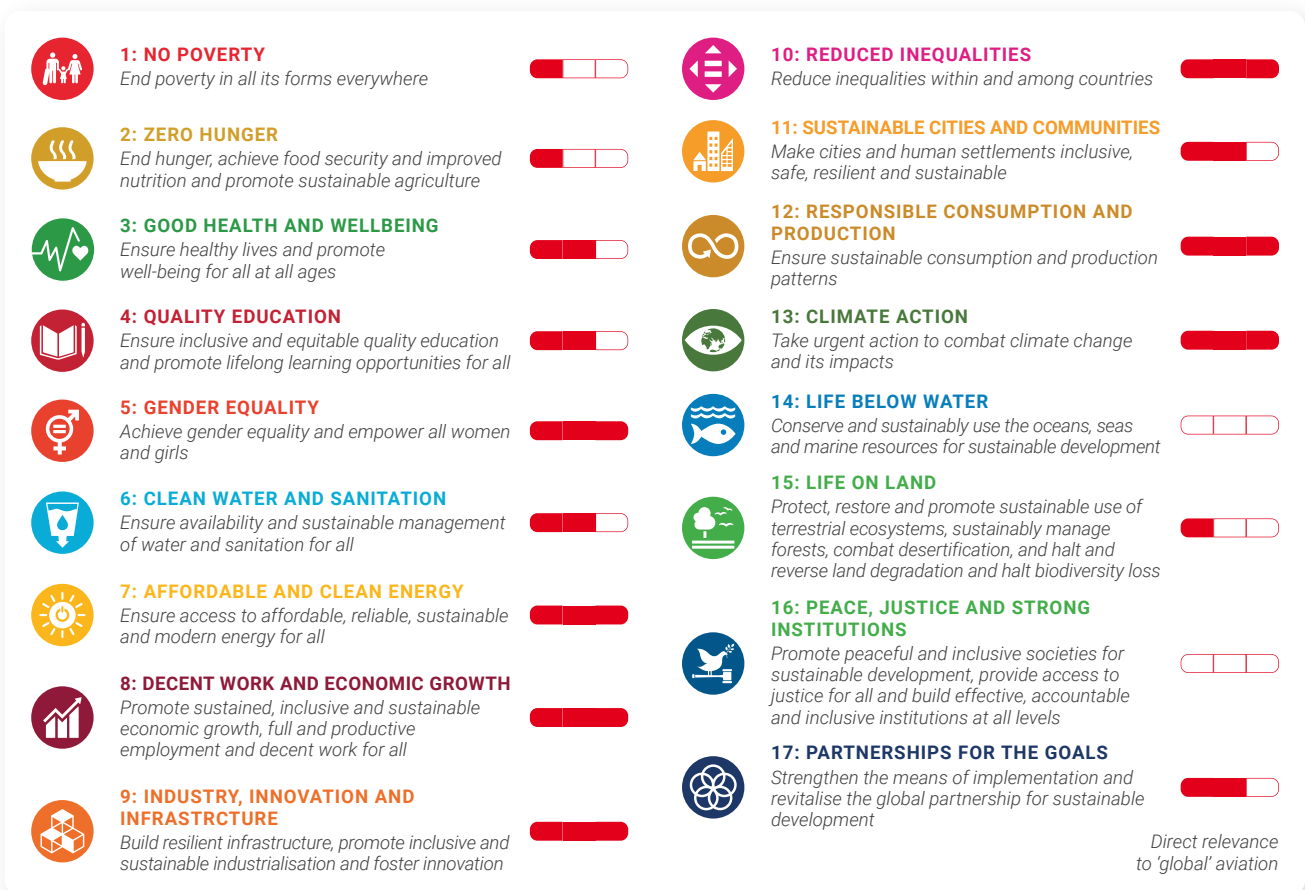 1: NO POVERTY
End poverty in all its forms everywhere
2: ZERO HUNGER
End hunger, achieve food security and improved
nutrition and promote sustainable agriculture
3: GOOD HEALTH AND WELLBEING
Ensure healthy lives and promote
well-being for all at all ages
4: QUALITY EDUCATION
Ensure inclusive and equitable quality education
and promote lifelong learning opportunities for all
5: GENDER EQUALITY
Achieve gender equality and empower all women
and girls
6: CLEAN WATER AND SANITATION
Ensure availability and sustainable management
of water and sanitation for all
7: AFFORDABLE AND CLEAN ENERGY
Ensure access to affordable, reliable, sustainable
and modern energy for all
8: DECENT WORK AND ECONOMIC GROWTH
Promote sustained, inclusive and sustainable
economic growth, full and productive
employment and decent work for all
9: INDUSTRY, INNOVATION AND
INFRASTRCTURE
Build resilient infrastructure, promote inclusive and
sustainable industrialisation and foster innovation
10: REDUCED INEQUALITIES
Reduce inequalities within and among countries
11: SUSTAINABLE CITIES AND COMMUNITIES
Make cities and human settlements inclusive,
safe, resilient and sustainable
12: RESPONSIBLE CONSUMPTION AND
PRODUCTION
Ensure sustainable consumption and production
patterns
13: CLIMATE ACTION
Take urgent action to combat climate change
and its impacts
14: LIFE BELOW WATER
Conserve and sustainably use the oceans, seas
and marine resources for sustainable development
15: LIFE ON LAND
Protect, restore and promote sustainable use of
terrestrial ecosystems, sustainably manage
forests, combat desertification, and halt and
reverse land degradation and halt biodiversity loss
16: PEACE, JUSTICE AND STRONG
INSTITUTIONS
Promote peaceful and inclusive societies for
sustainable development, provide access to
justice for all and build effective, accountable
and inclusive institutions at all levels
17: PARTNERSHIPS FOR THE GOALS
Strengthen the means of implementation and
revitalise the global partnership for sustainable
development
Direct relevance
to ‘global’ aviation